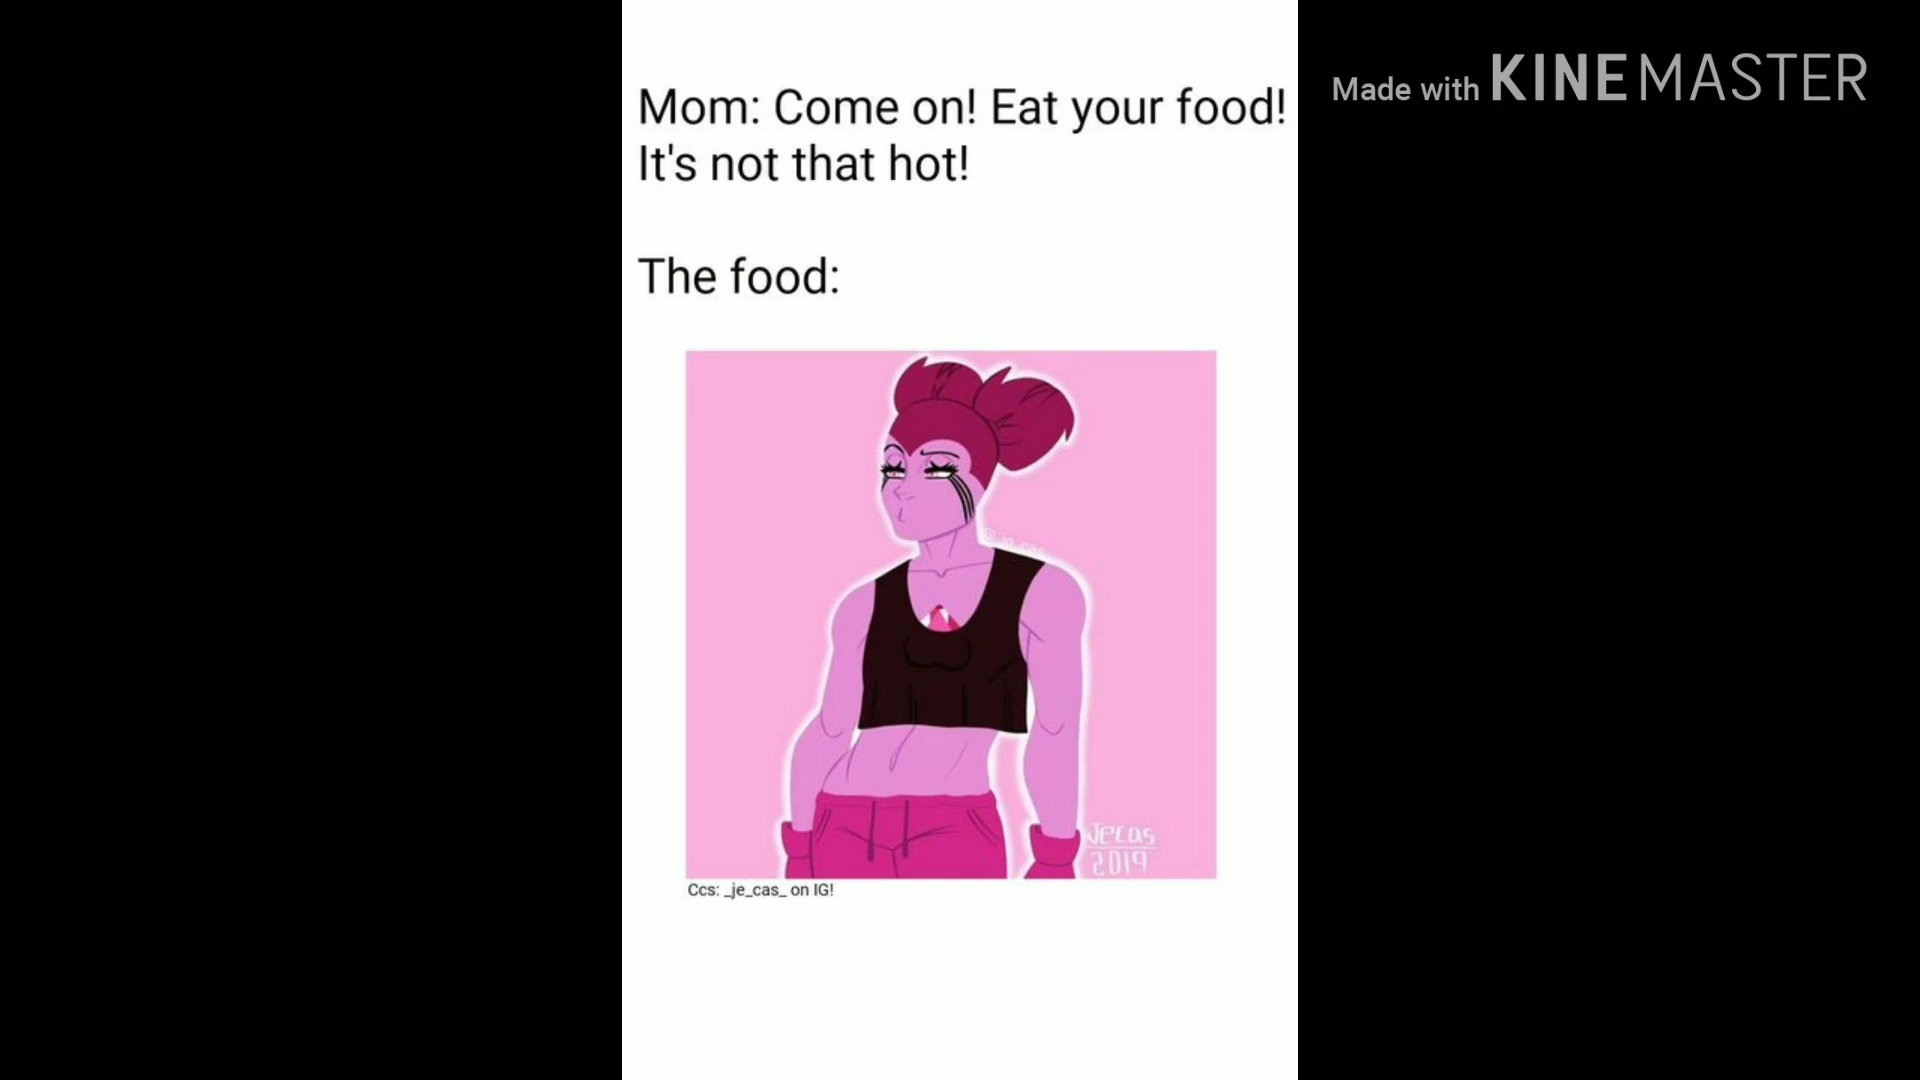 Made with KINEMASTER
Mom: Come on! Eat your food!
It's not that hot!
The food:
@_je_cas_
Jecas
2019
Ccs: _je_cas_ on IG!